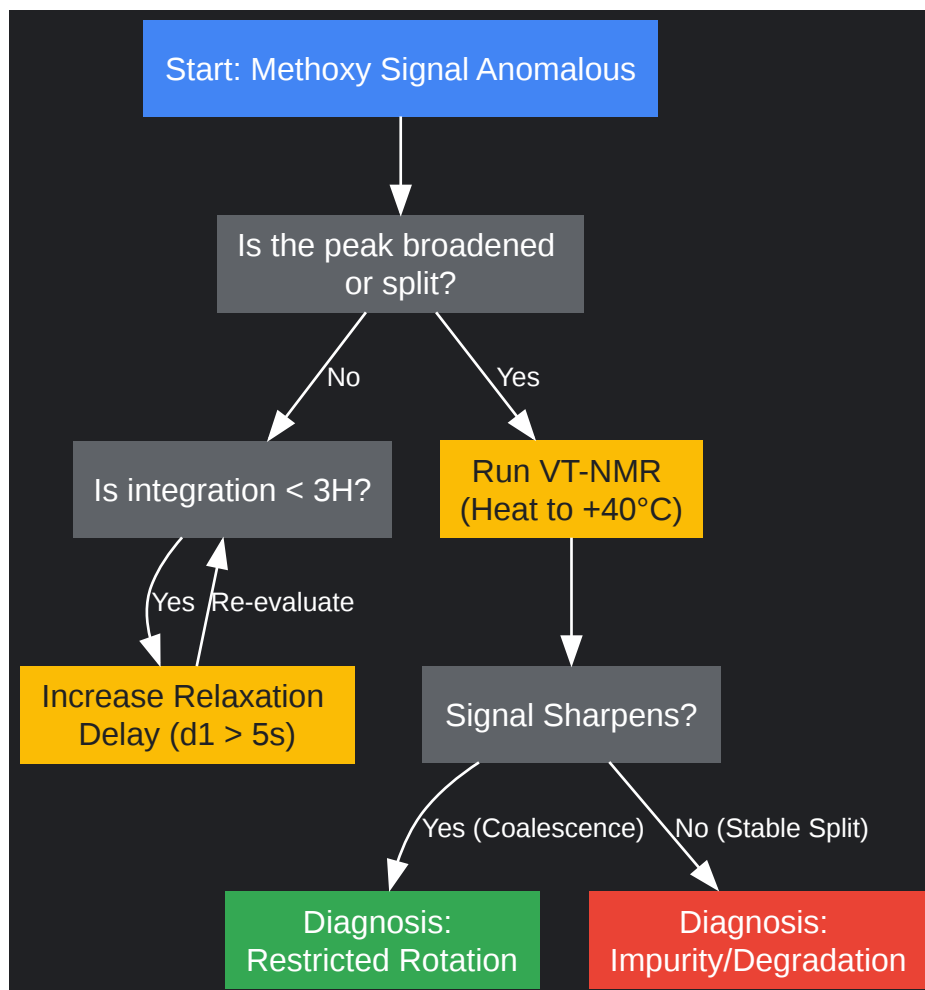 Start: Methoxy Signal Anomalous
Is the peak broadened
or split?
No
Yes
Is integration < 3H?
Run VT-NMR
(Heat to +40°C)
Yes
Re-evaluate
Increase Relaxation
Delay (d1 > 5s)
Signal Sharpens?
Yes (Coalescence)
No (Stable Split)
Diagnosis:
Restricted Rotation
Diagnosis:
Impurity/Degradation